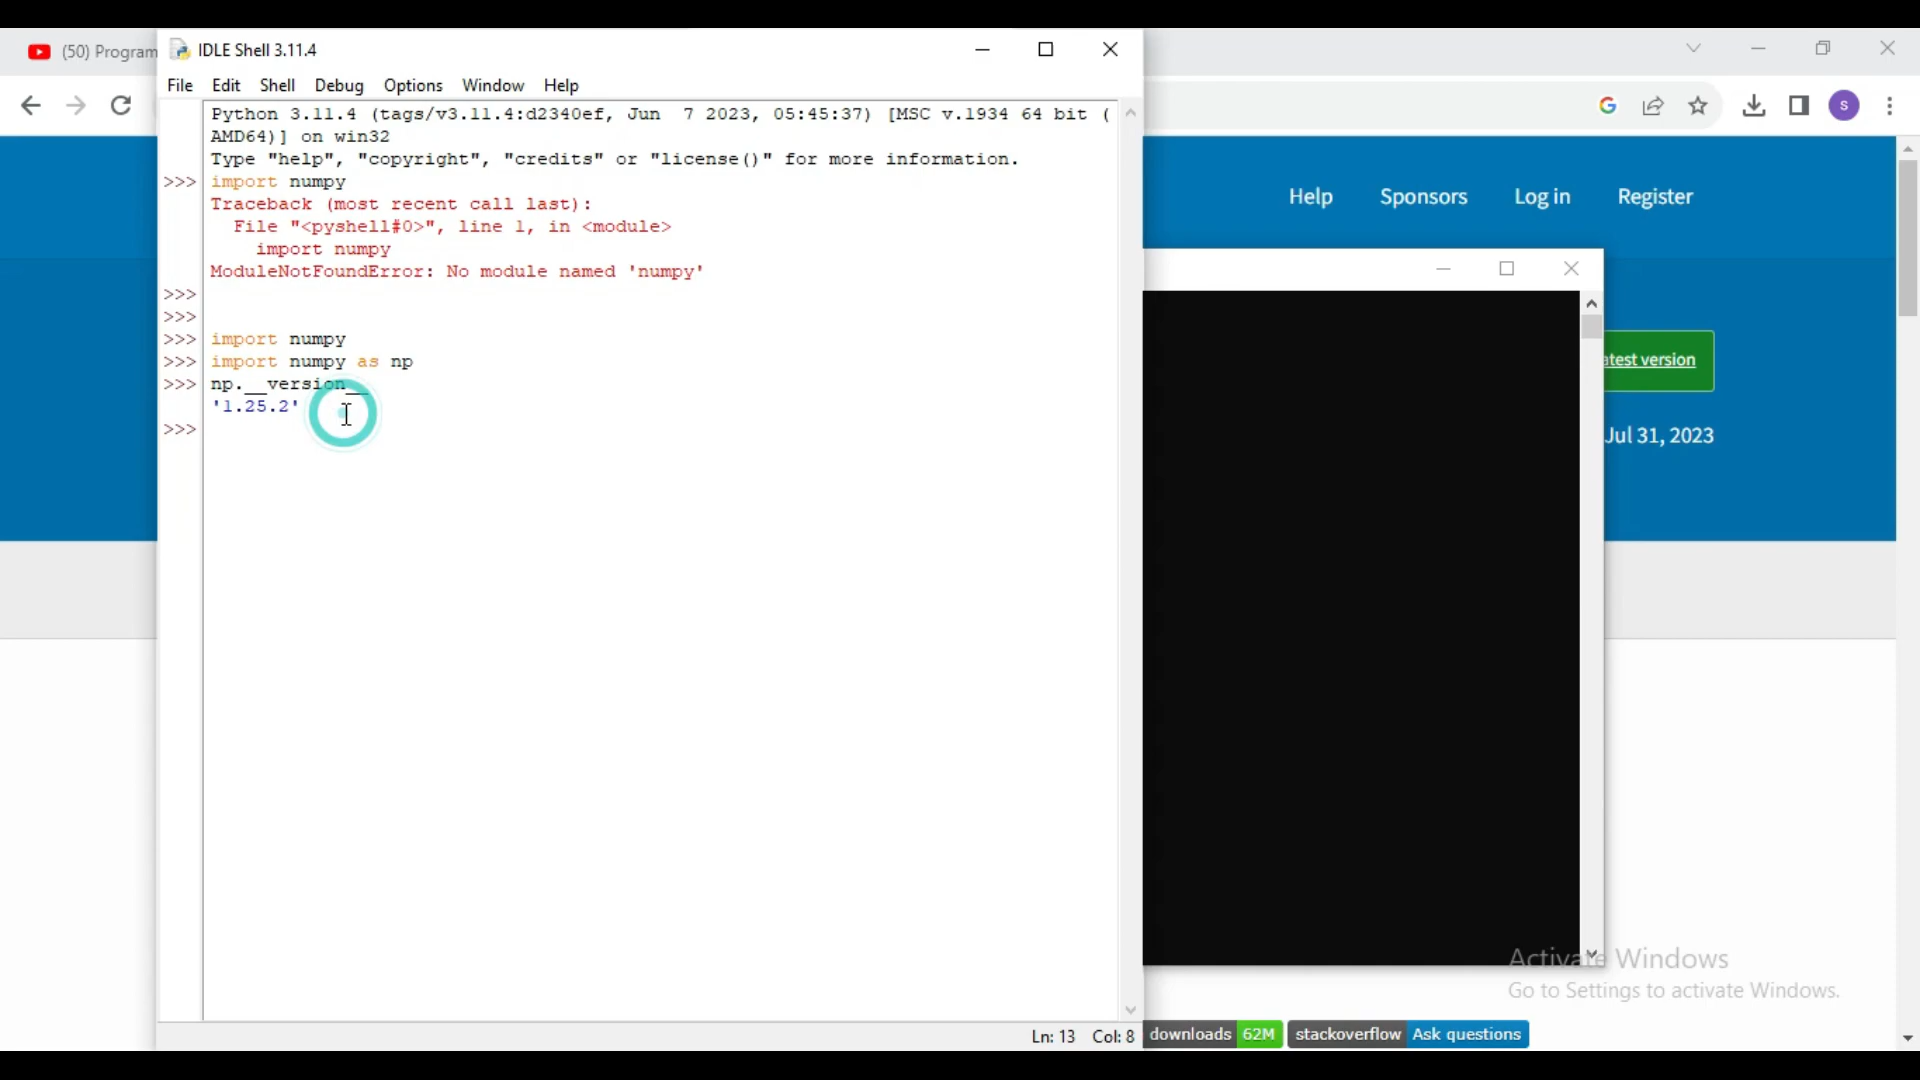 (50) Program
IDLE Shell 3.11.4
File Edit Shell Debug Options Window Help
Python 3.11.4 (tags/v3.11.4:d2340ef, Jun  7 2023, 05:45:37) [MSC v.1934 64 bit (
AMD64)] on win32
Type "help", "copyright", "credits" or "license()" for more information.
>>> import numpy
Traceback (most recent call last):
  File "<pyshell#0>", line 1, in <module>
    import numpy
ModuleNotFoundError: No module named 'numpy'
>>>
>>>
>>> import numpy
>>> import numpy as np
>>> np.__version__
'1.25.2'
>>>
Ln: 13 Col: 8
S
Help Sponsors Log in Register
atest version
Jul 31, 2023
Activate Windows
Go to Settings to activate Windows.
downloads 62M stackoverflow Ask questions